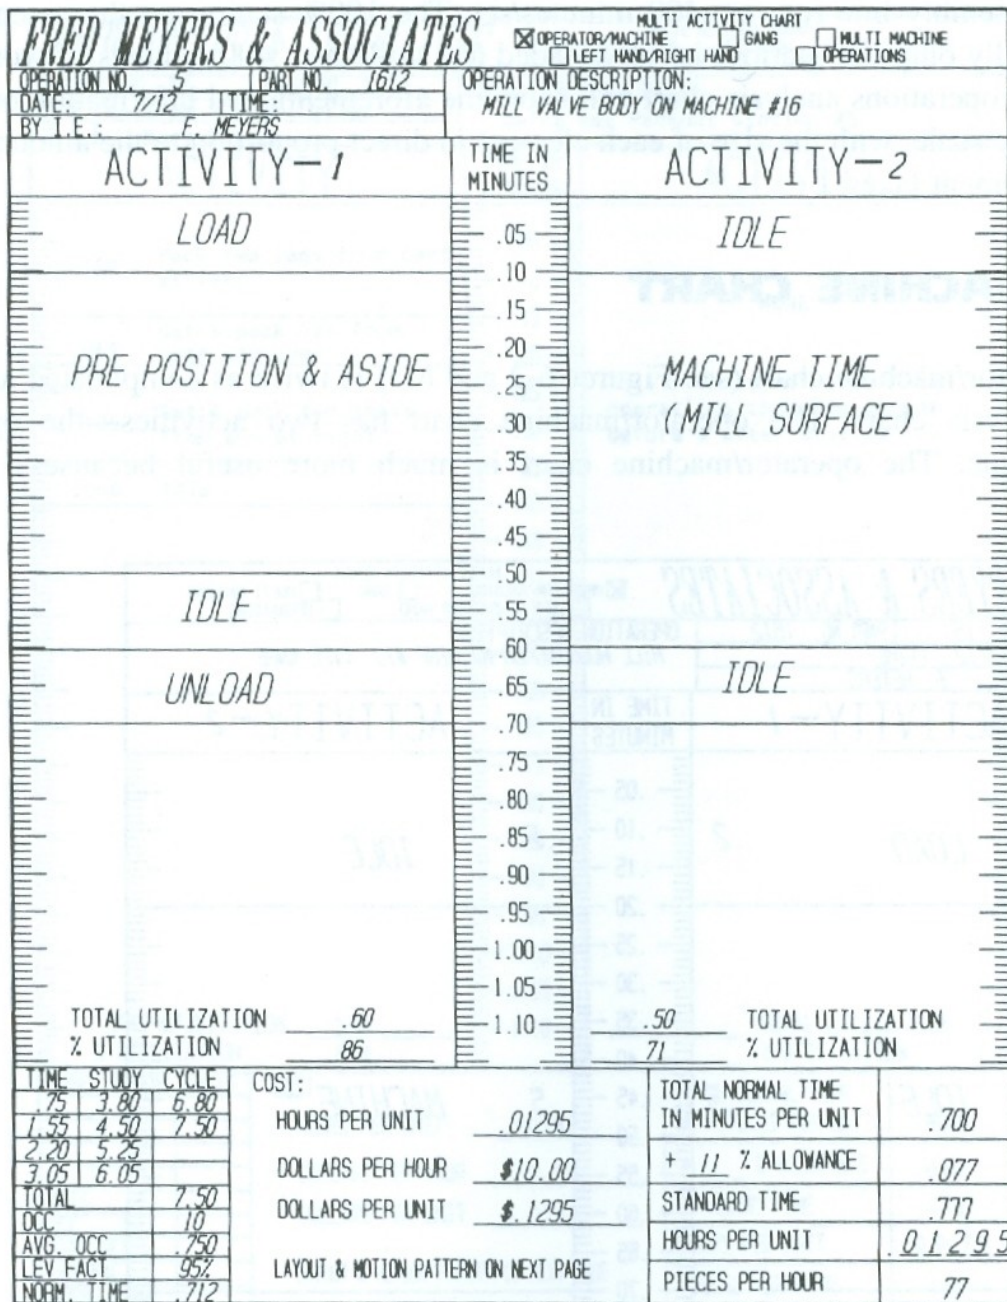 FRED MEYERS & ASSOCIATES
MULTI ACTIVITY CHART
OPERATOR/MACHINE GANG MULTI MACHINE
LEFT HAND/RIGHT HAND OPERATIONS
OPERATION NO. 5 PART NO. 1612
DATE: 7/12 TIME:
BY I.E.: F. MEYERS
OPERATION DESCRIPTION:
MILL VALVE BODY ON MACHINE #16
ACTIVITY-1
TIME IN
MINUTES
ACTIVITY-2
LOAD
.05
IDLE
.10
.15
.20
PRE POSITION & ASIDE
MACHINE TIME
.25
.30
(MILL SURFACE)
.35
.40
.45
.50
IDLE
.55
.60
UNLOAD
.65
IDLE
.70
.75
.80
.85
.90
.95
1.00
1.05
TOTAL UTILIZATION .60
1.10
.50 TOTAL UTILIZATION
% UTILIZATION 86
71 % UTILIZATION
TIME STUDY CYCLE
.75 3.80 6.80
1.55 4.50 7.50
2.20 5.25
3.05 6.05
TOTAL 7.50
OCC 10
AVG. OCC .750
LEV FACT 95%
NORM. TIME .712
COST:
HOURS PER UNIT .01295
DOLLARS PER HOUR $10.00
DOLLARS PER UNIT $.1295
LAYOUT & MOTION PATTERN ON NEXT PAGE
TOTAL NORMAL TIME
IN MINUTES PER UNIT .700
+ 11 % ALLOWANCE .077
STANDARD TIME .777
HOURS PER UNIT .01295
PIECES PER HOUR 77